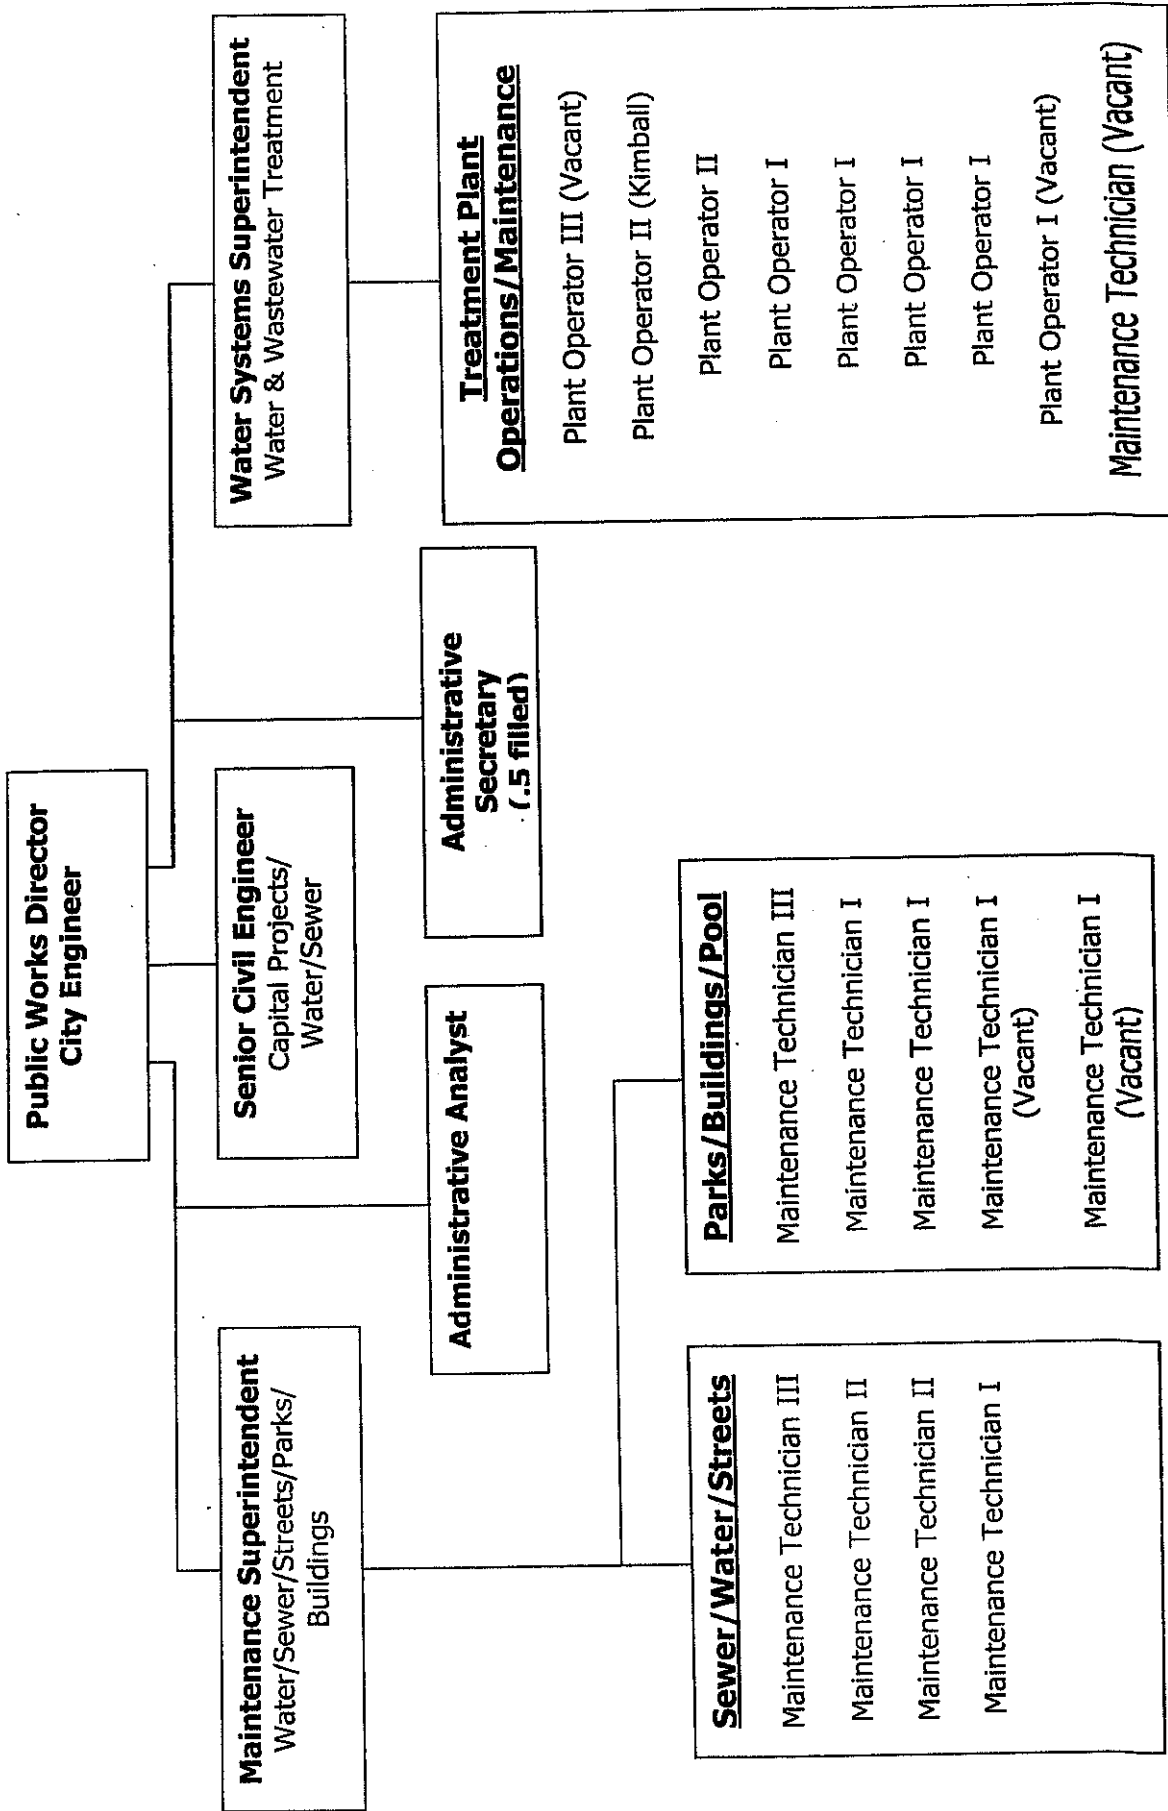 Public Works Director
City Engineer
Maintenance Superintendent
Water/Sewer/Streets/Parks/
Buildings
Senior Civil Engineer
Capital Projects/
Water/Sewer
Water Systems Superintendent
Water & Wastewater Treatment
Administrative Analyst
Administrative
Secretary
(.5 filled)
Sewer/Water/Streets
Maintenance Technician III
Maintenance Technician II
Maintenance Technician II
Maintenance Technician I
Parks/Buildings/Pool
Maintenance Technician III
Maintenance Technician I
Maintenance Technician I
Maintenance Technician I
(Vacant)
Maintenance Technician I
(Vacant)
Treatment Plant
Operations/Maintenance
Plant Operator III (Vacant)
Plant Operator II (Kimball)
Plant Operator II
Plant Operator I
Plant Operator I
Plant Operator I
Plant Operator I
Plant Operator I (Vacant)
Maintenance Technician (Vacant)